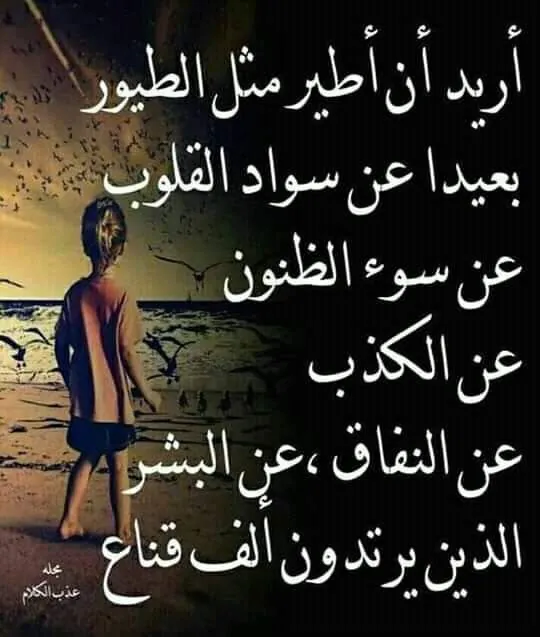 أريد أن أطير مثل الطيور
بعيدا عن سواد القلوب
عن سوء الظنون
عن الكذب
عن النفاق ،عن البشر
الذين يرتدون ألف قناع
مجله
عذب الكلام